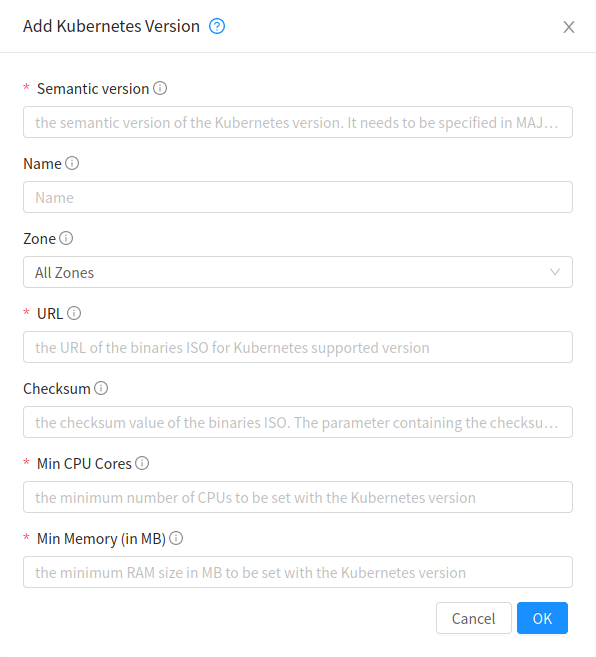 Add Kubernetes Version
* Semantic version
the semantic version of the Kubernetes version. It needs to be specified in MAJ...
Name
Name
Zone
All Zones
* URL
the URL of the binaries ISO for Kubernetes supported version
Checksum
the checksum value of the binaries ISO. The parameter containing the checksu...
* Min CPU Cores
the minimum number of CPUs to be set with the Kubernetes version
* Min Memory (in MB)
the minimum RAM size in MB to be set with the Kubernetes version
Cancel OK